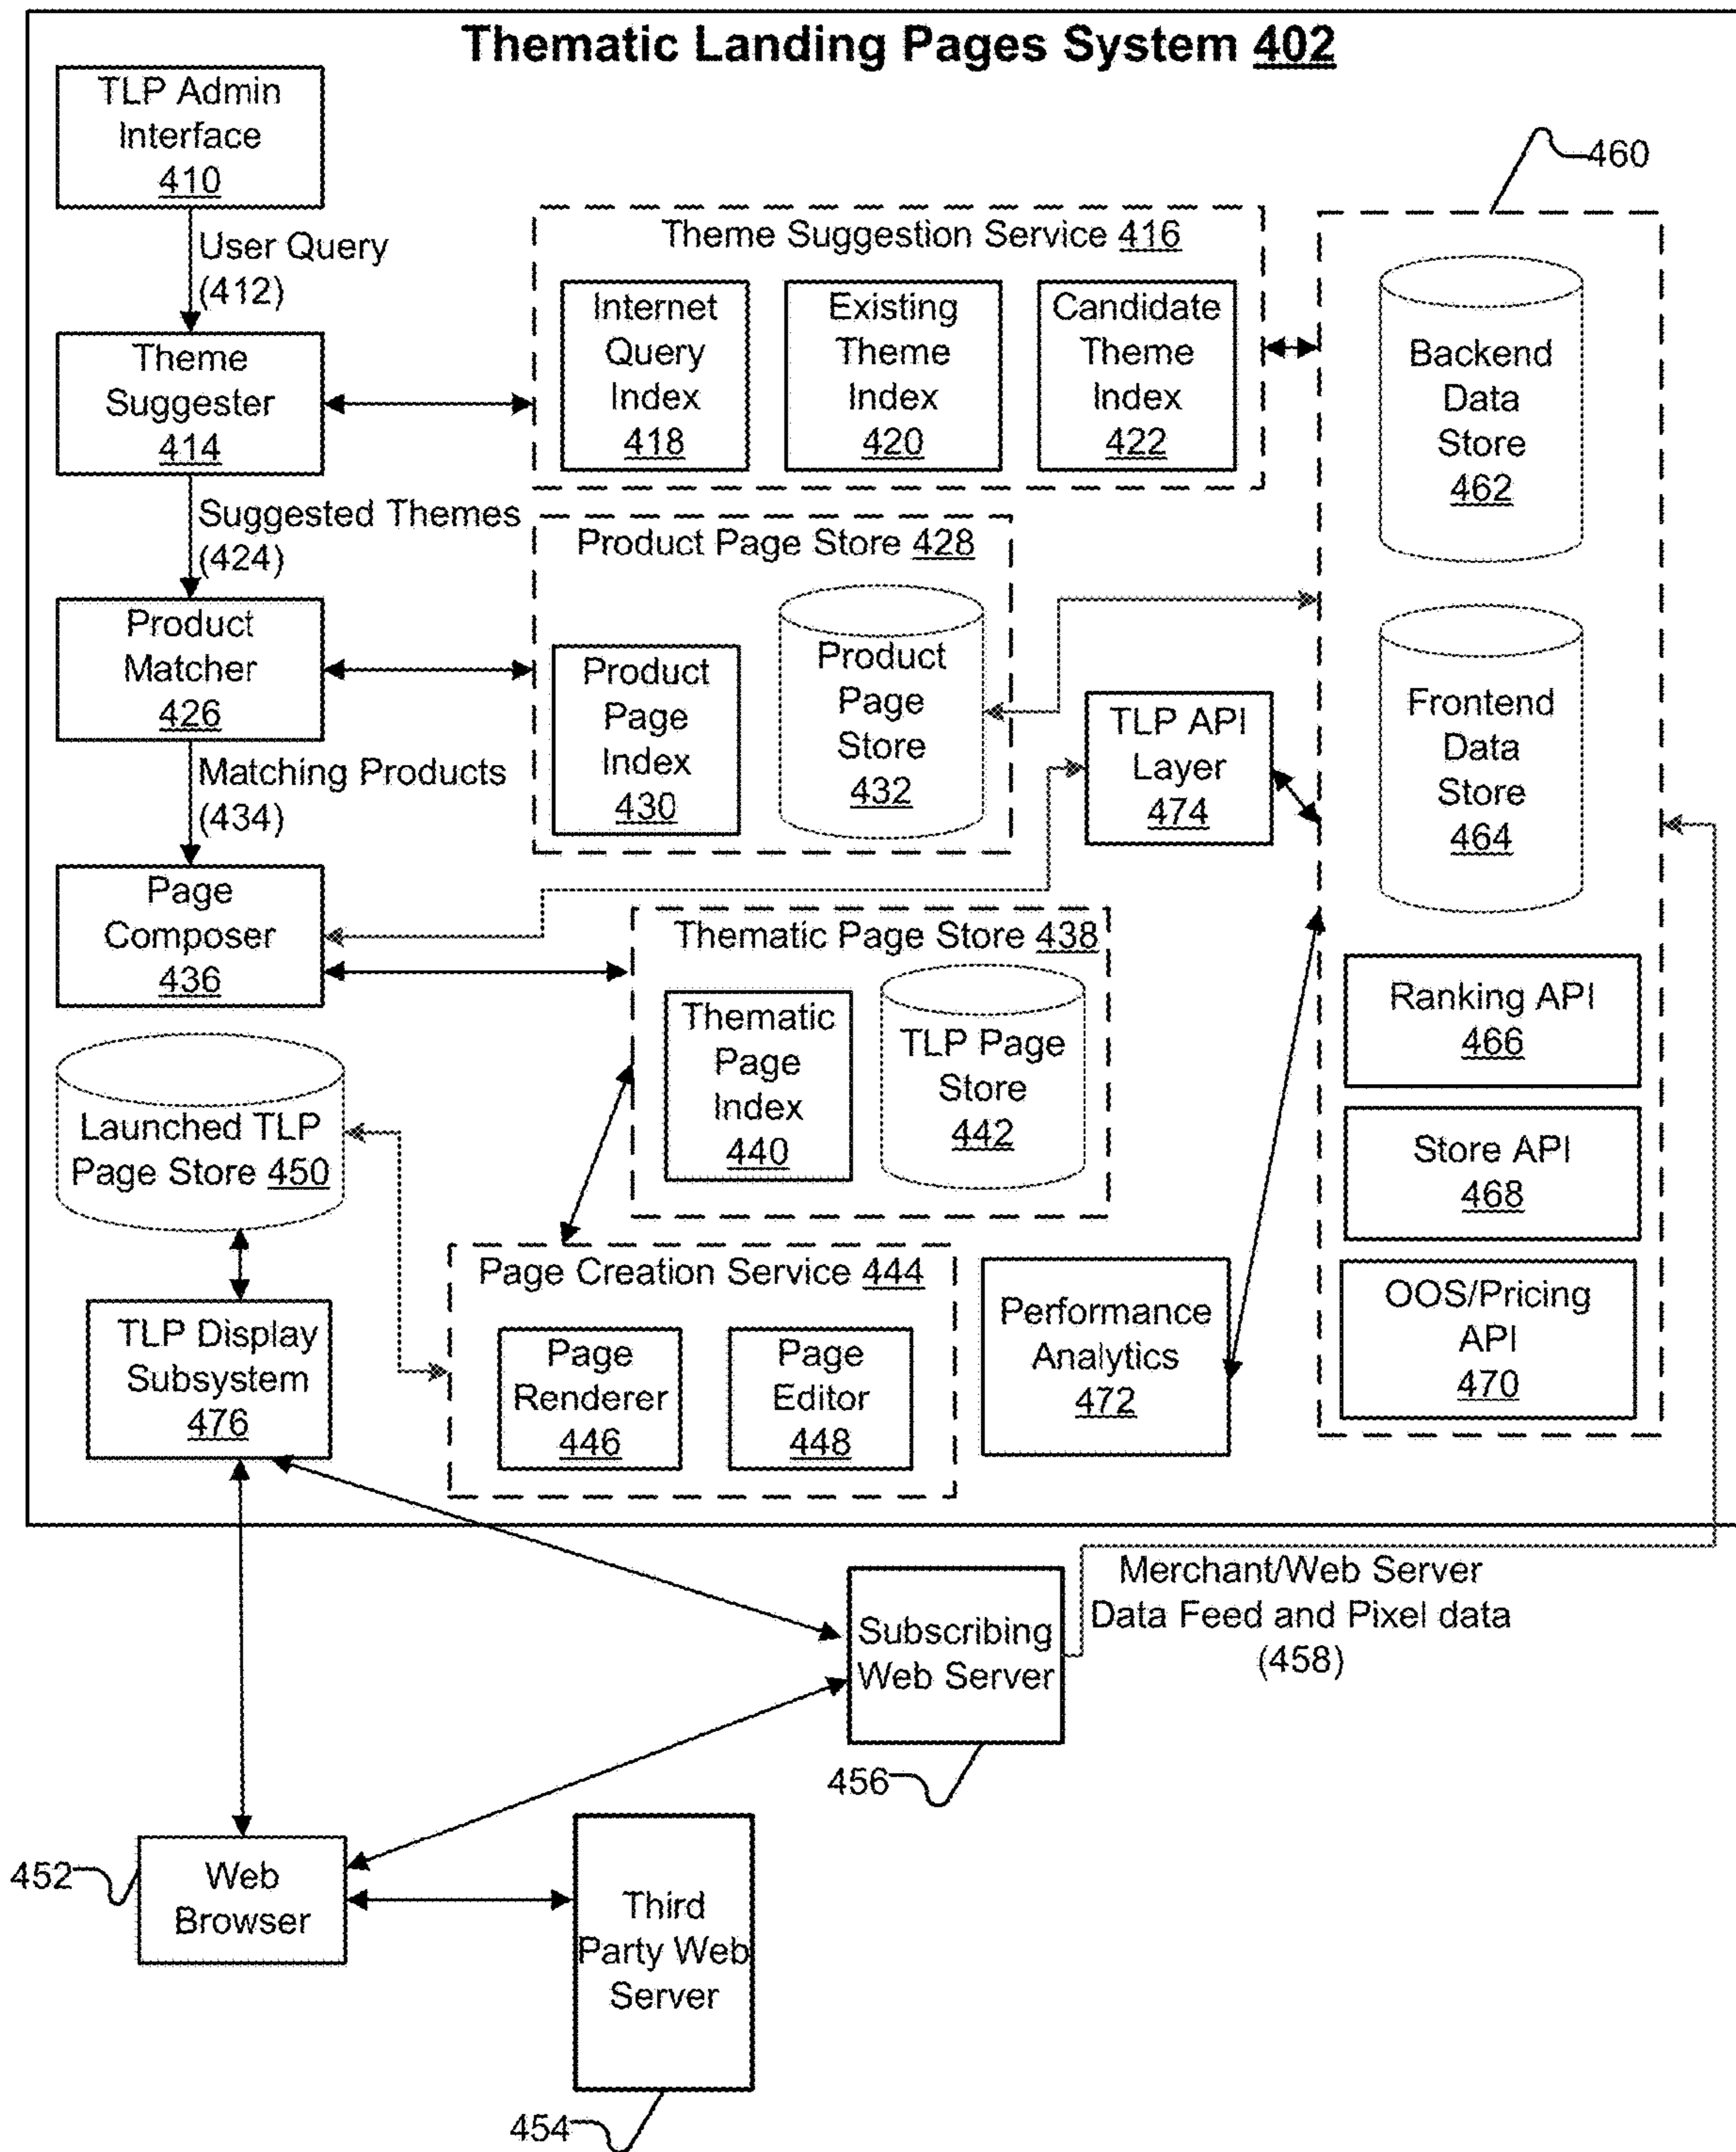 Thematic Landing Pages System 402
TLP Admin
Interface
410
User Query
(412)
Theme
Suggester
414
Suggested Themes
(424)
Product
Matcher
426
Matching Products
(434)
Page
Composer
436
Launched TLP
Page Store 450
TLP Display
Subsystem
476
Theme Suggestion Service 416
Internet
Query
Index
418
Existing
Theme
Index
420
Candidate
Theme
Index
422
Product Page Store 428
Product
Page
Index
430
Product
Page
Store
432
TLP API
Layer
474
Thematic Page Store 438
Thematic
Page
Index
440
TLP Page
Store
442
Page Creation Service 444
Page
Renderer
446
Page
Editor
448
Performance
Analytics
472
460
Backend
Data
Store
462
Frontend
Data
Store
464
Ranking API
466
Store API
468
OOS/Pricing
API
470
Subscribing
Web Server
456
Merchant/Web Server
Data Feed and Pixel data
(458)
452
Web
Browser
Third
Party Web
Server
454